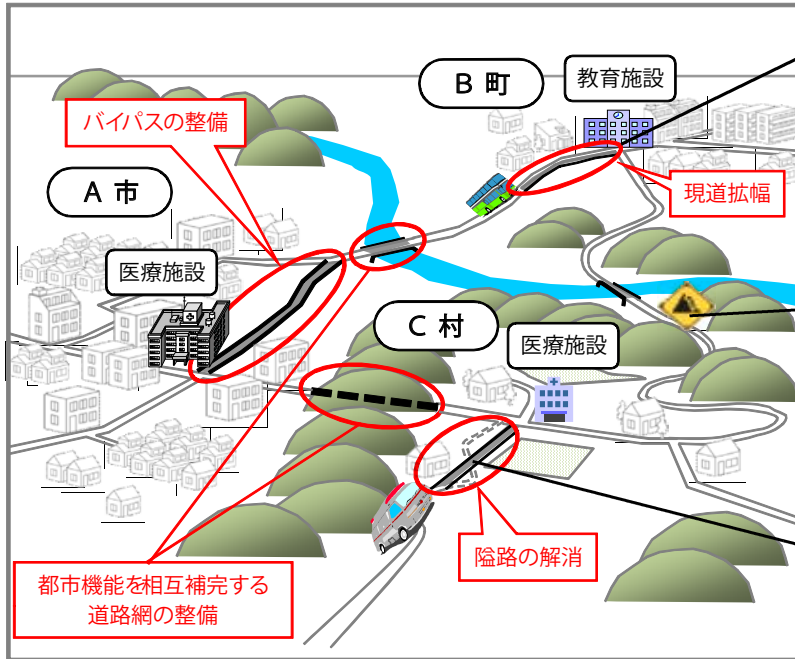 B 町
教育施設
バイパスの整備
現道拡幅
A 市
医療施設
C 村
医療施設
隘路の解消
都市機能を相互補完する
道路網の整備